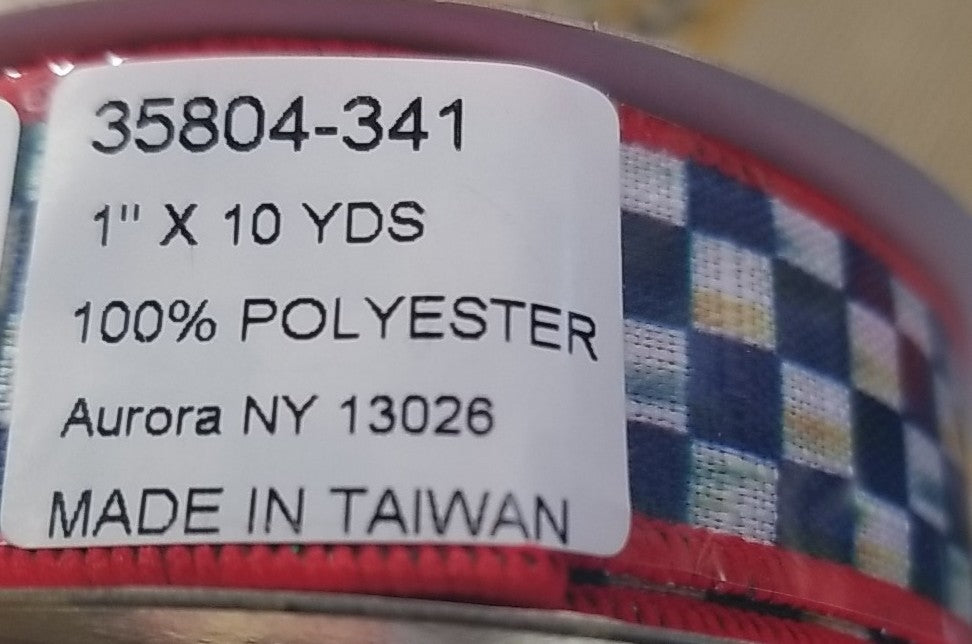 35804-341
1" X 10 YDS
100% POLYESTER
Aurora NY 13026
MADE IN TAIWAN